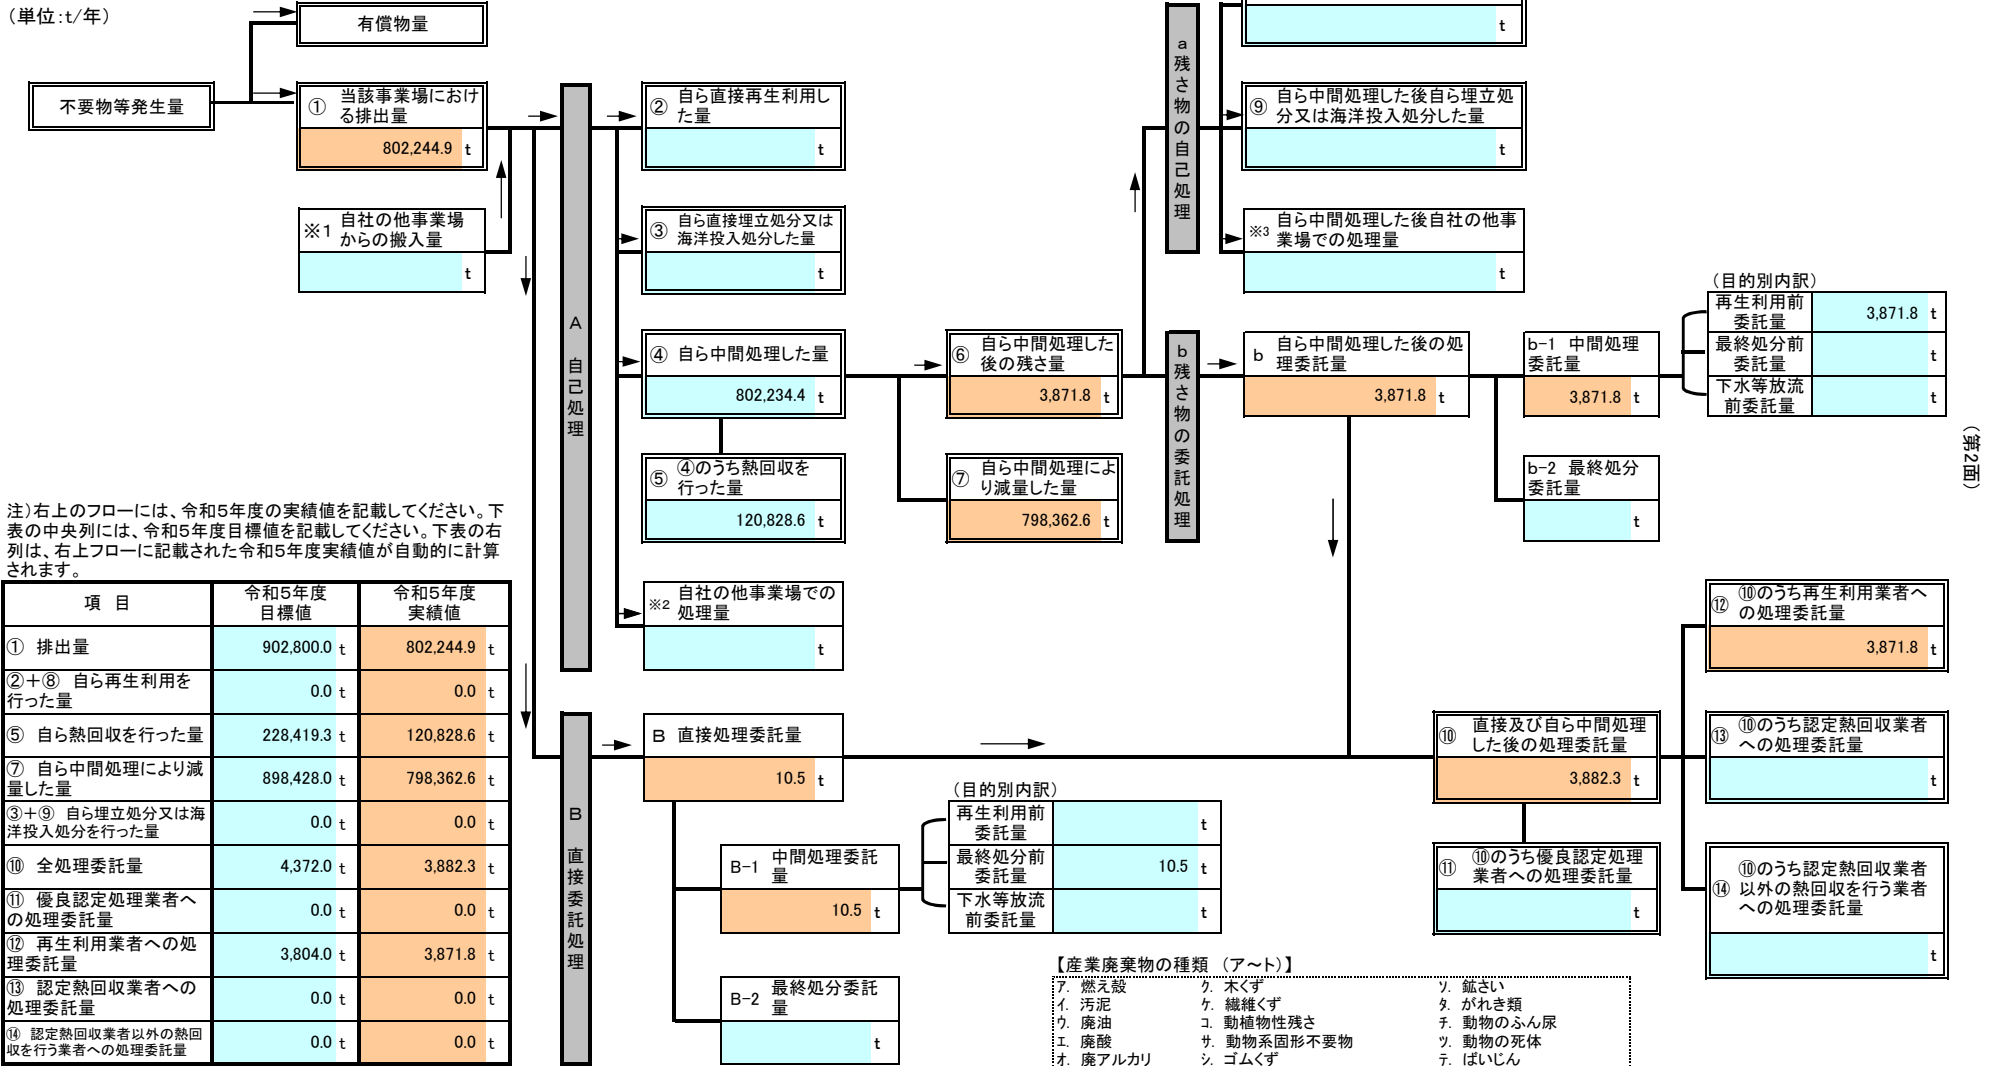 （単位：t/年）
有償物量
不要物等発生量
① 当該事業場におけ
る排出量
802,244.9 t
※1 自社の他事業場
からの搬入量
t
A 自己処理
② 自ら直接再生利用し
た量
t
③ 自ら直接埋立処分又は
海洋投入処分した量
t
④ 自ら中間処理した量
802,234.4 t
⑤ ④のうち熱回収を
行った量
120,828.6 t
※2 自社の他事業場での
処理量
t
⑥ 自ら中間処理した
後の残さ量
3,871.8 t
⑦ 自ら中間処理によ
り減量した量
798,362.6 t
a残さ物の自己処理
t
⑨ 自ら中間処理した後自ら埋立処
分又は海洋投入処分した量
t
※3 自ら中間処理した後自社の他事
業場での処理量
t
b残さ物の委託処理
b 自ら中間処理した後の処
理委託量
3,871.8 t
b-1 中間処理
委託量
3,871.8 t
b-2 最終処分
委託量
t
（目的別内訳）
再生利用前
委託量
3,871.8 t
最終処分前
委託量
t
下水等放流
前委託量
t
（第2面）
注）右上のフローには、令和5年度の実績値を記載してください。下
表の中央列には、令和5年度目標値を記載してください。下表の右
列は、右上フローに記載された令和5年度実績値が自動的に計算
されます。
項 目
令和5年度
目標値
令和5年度
実績値
① 排出量 902,800.0 t 802,244.9 t
②＋⑧ 自ら再生利用を
行った量 0.0 t 0.0 t
⑤ 自ら熱回収を行った量 228,419.3 t 120,828.6 t
⑦ 自ら中間処理により減
量した量 898,428.0 t 798,362.6 t
③＋⑨ 自ら埋立処分又は海
洋投入処分を行った量 0.0 t 0.0 t
⑩ 全処理委託量 4,372.0 t 3,882.3 t
⑪ 優良認定処理業者へ
の処理委託量 0.0 t 0.0 t
⑫ 再生利用業者への処
理委託量 3,804.0 t 3,871.8 t
⑬ 認定熱回収業者への
処理委託量 0.0 t 0.0 t
⑭ 認定熱回収業者以外の熱回
収を行う業者への処理委託量 0.0 t 0.0 t
B 直接委託処理
B 直接処理委託量
10.5 t
B-1 中間処理委託
量
10.5 t
B-2 最終処分委託
量
t
（目的別内訳）
再生利用前
委託量
t
最終処分前
委託量
10.5 t
下水等放流
前委託量
t
⑩ 直接及び自ら中間処理
した後の処理委託量
3,882.3 t
⑪ ⑩のうち優良認定処理
業者への処理委託量
t
⑫ ⑩のうち再生利用業者へ
の処理委託量
3,871.8 t
⑬ ⑩のうち認定熱回収業者
への処理委託量
t
⑭ ⑩のうち認定熱回収業者
以外の熱回収を行う業者
への処理委託量
t
【産業廃棄物の種類 （ア～ト）】
ア. 燃え殻 ク. 木くず ソ. 鉱さい
イ. 汚泥 ケ. 繊維くず タ. がれき類
ウ. 廃油 コ. 動植物性残さ チ. 動物のふん尿
エ. 廃酸 サ. 動物系固形不要物 ツ. 動物の死体
オ. 廃アルカリ シ. ゴムくず テ. ばいじん